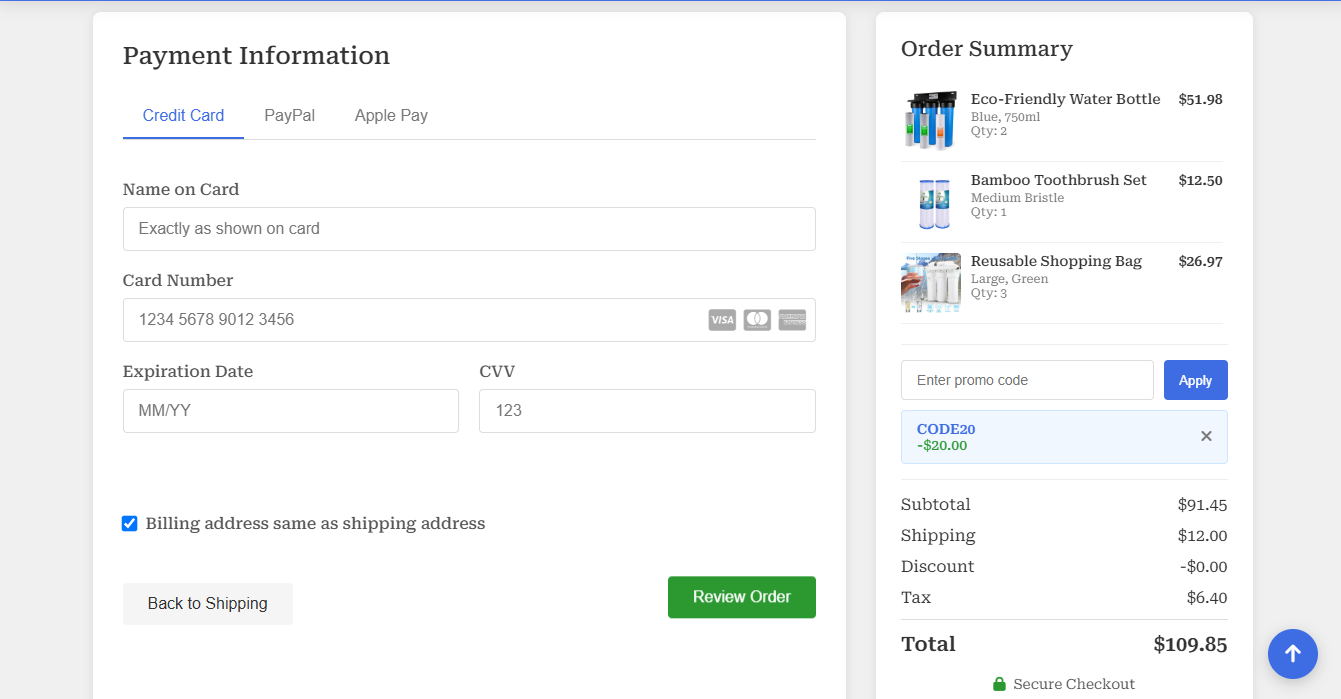 Payment Information
Credit Card PayPal Apple Pay
Name on Card
Exactly as shown on card
Card Number
1234 5678 9012 3456 VISA
Expiration Date CVV
MM/YY 123
Billing address same as shipping address
Back to Shipping Review Order
Order Summary
Eco-Friendly Water Bottle $51.98
Blue, 750ml
Qty: 2
Bamboo Toothbrush Set $12.50
Medium Bristle
Qty: 1
Reusable Shopping Bag $26.97
Large, Green
Qty: 3
Enter promo code Apply
CODE20
-$20.00
Subtotal $91.45
Shipping $12.00
Discount -$0.00
Tax $6.40
Total $109.85
Secure Checkout